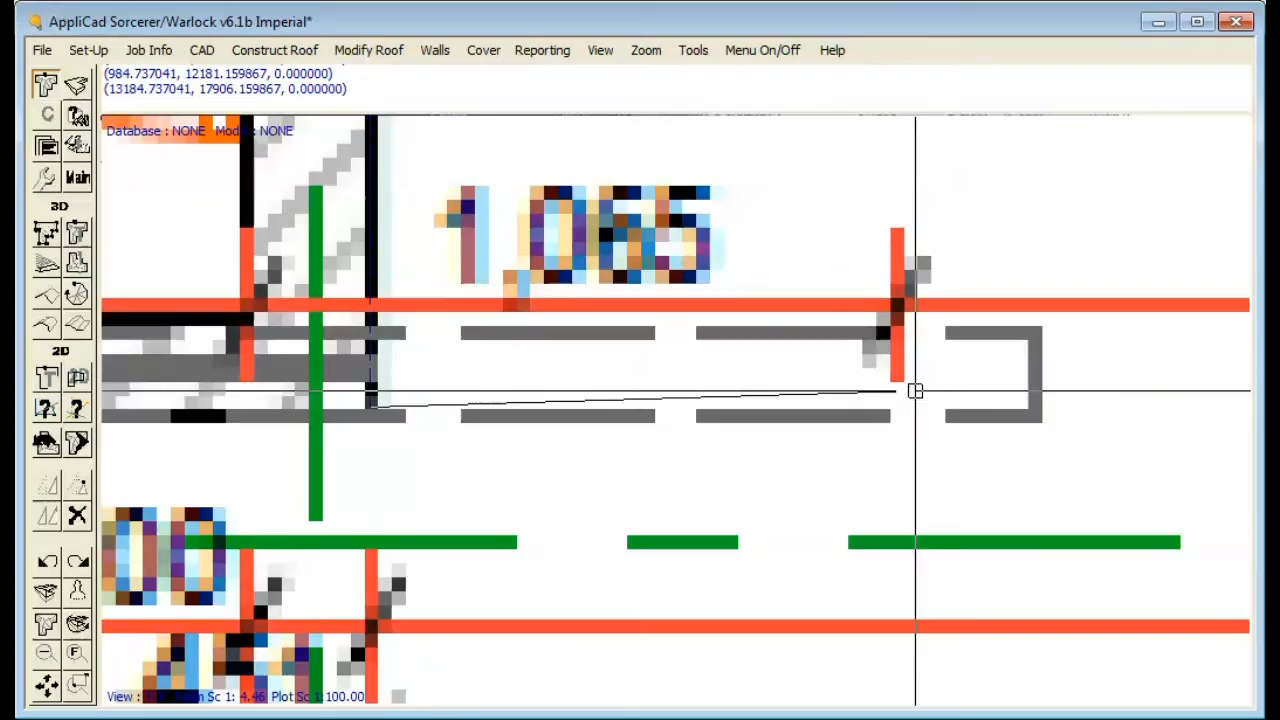 AppliCad Sorcerer/Warlock v6.1b Imperial*
File Set-Up Job Info CAD Construct Roof Modify Roof Walls Cover Reporting View Zoom Tools Menu On/Off Help
(984.737041, 12181.159867, 0.000000)
(13184.737041, 17906.159867, 0.000000)
Database : NONE NONE
1,065
C
Main
3D
2D
00
View : Sc 1: 4.46 Plot Sc 1:100.00